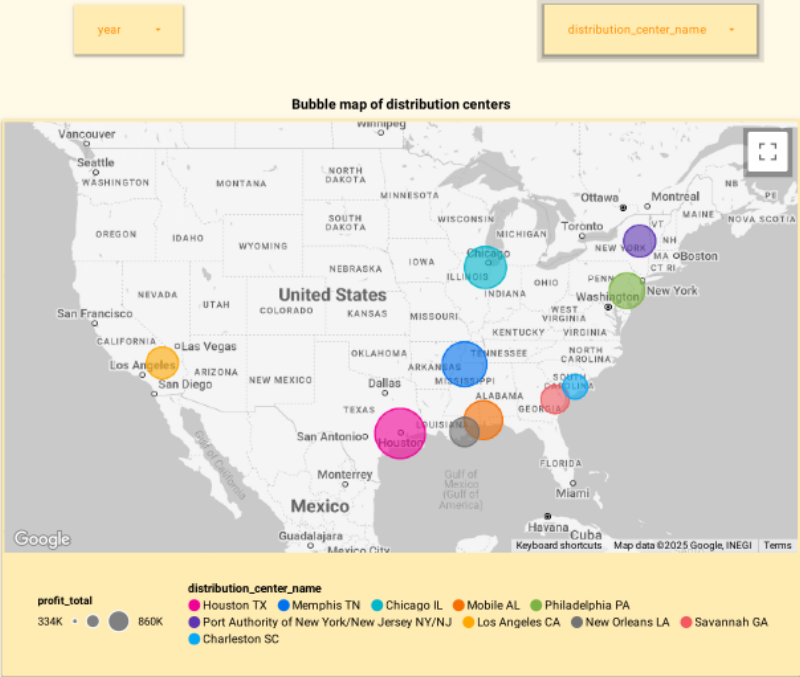 year
distribution_center_name
Bubble map of distribution centers
Winnipeg
Vancouver
Seattle
WASHINGTON
MONTANA
NORTH
DAKOTA
MINNESOTA
Ottawa
Montreal
NB
PE
MAINE
NOVA SCOTIA
OREGON
IDAHO
WYOMING
SOUTH
DAKOTA
WISCONSIN
MICHIGAN
Toronto
VT
NH
NEW YORK
MA
Boston
CT RI
Chicago
IOWA
ILLINOIS
NEBRASKA
INDIANA
OHIO
PENN
New York
Washington
NEVADA
UTAH
United States
COLORADO
KANSAS
MISSOURI
WEST
VIRGINIA
VIRGINIA
KENTUCKY
San Francisco
CALIFORNIA
Las Vegas
Los Angeles
San Diego
ARIZONA
NEW MEXICO
OKLAHOMA
ARKANSAS
TENNESSEE
NORTH
CAROLINA
MISSISSIPPI
SOUTH
CAROLINA
Dallas
TEXAS
ALABAMA
GEORGIA
LOUISIANA
San Antonio
Houston
FLORIDA
Gulf of
California
Monterrey
Gulf of
Mexico
(Gulf of
America)
Miami
Mexico
Havana
Cuba
Guadalajara
Mexico City
Google
Keyboard shortcuts
Map data ©2025 Google, INEGI
Terms
profit_total
334K
860K
distribution_center_name
Houston TX Memphis TN Chicago IL Mobile AL Philadelphia PA
Port Authority of New York/New Jersey NY/NJ Los Angeles CA New Orleans LA Savannah GA
Charleston SC